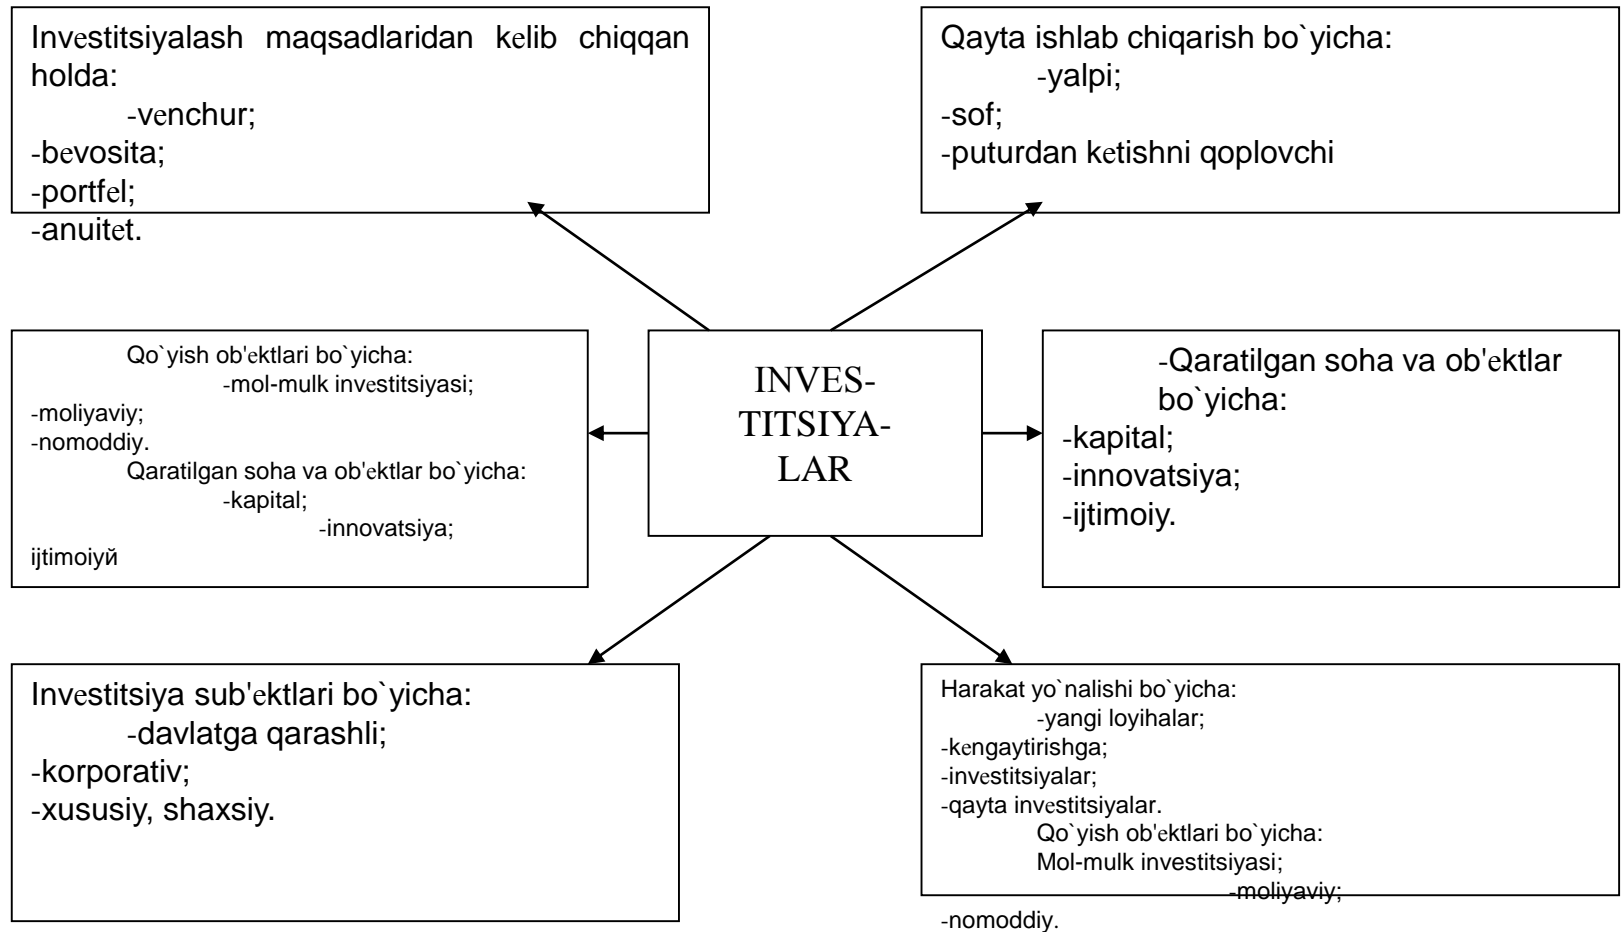 Investitsiyalash maqsadlaridan kelib chiqqan
holda:
-venchur;
-bevosita;
-portfel;
-anuitet.
Qayta ishlab chiqarish bo`yicha:
-yalpi;
-sof;
-puturdan ketishni qoplovchi
Qo`yish ob'ektlari bo`yicha:
-mol-mulk investitsiyasi;
-moliyaviy;
-nomoddiy.
Qaratilgan soha va ob'ektlar bo`yicha:
-kapital;
-innovatsiya;
ijtimoiyй
INVES-
TITSIYA-
LAR
-Qaratilgan soha va ob'ektlar
bo`yicha:
-kapital;
-innovatsiya;
-ijtimoiy.
Investitsiya sub'ektlari bo`yicha:
-davlatga qarashli;
-korporativ;
-xususiy, shaxsiy.
Harakat yo`nalishi bo`yicha:
-yangi loyihalar;
-kengaytirishga;
-investitsiyalar;
-qayta investitsiyalar.
Qo`yish ob'ektlari bo`yicha:
Mol-mulk investitsiyasi;
-moliyaviy;
-nomoddiy.